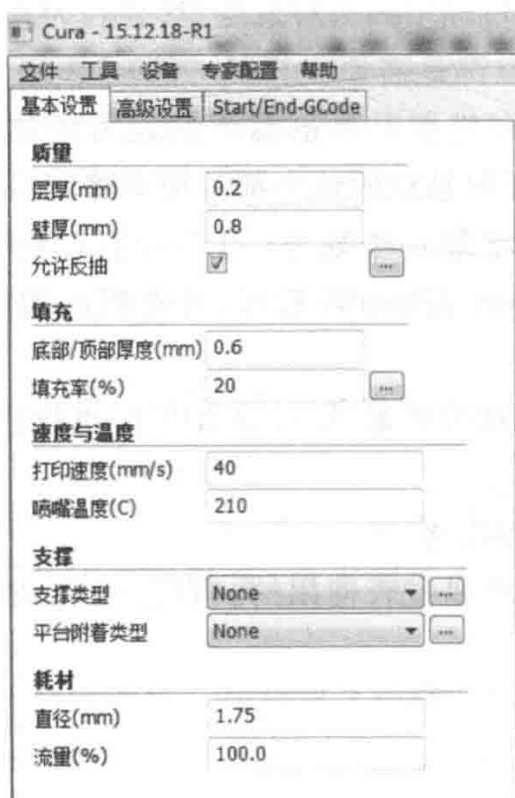 Cura - 15.12.18-R1
文件 工具 设备 专家配置 帮助
基本设置 高级设置 Start/End-GCode
质量
层厚(mm) 0.2
壁厚(mm) 0.8
允许反抽 ...
填充
底部/顶部厚度(mm) 0.6
填充率(%) 20 ...
速度与温度
打印速度(mm/s) 40
喷嘴温度(C) 210
支撑
支撑类型 None ...
平台附着类型 None ...
耗材
直径(mm) 1.75
流量(%) 100.0